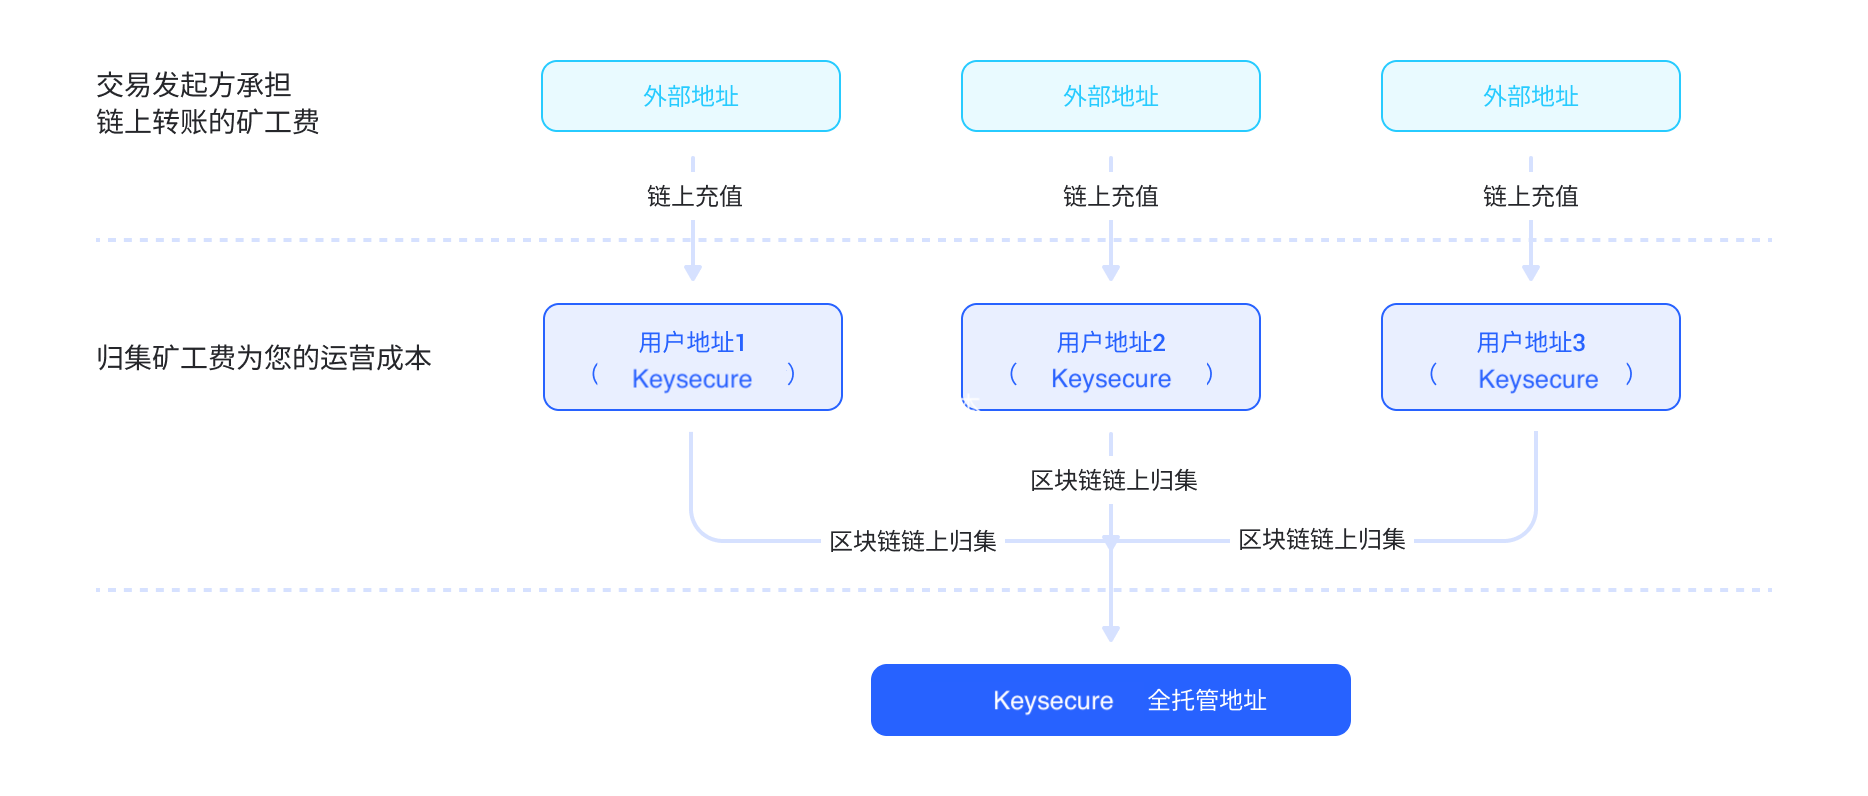 交易发起方承担
链上转账的矿工费
外部地址
外部地址
外部地址
链上充值
链上充值
链上充值
归集矿工费为您的运营成本
用户地址1
（ Keysecure ）
用户地址2
（ Keysecure ）
用户地址3
（ Keysecure ）
区块链链上归集
区块链链上归集
区块链链上归集
Keysecure 全托管地址